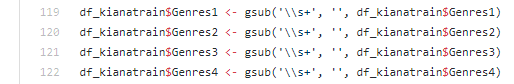 119 df_kianatrain$Genres1 <- gsub('\\s+', '', df_kianatrain$Genres1)
120 df_kianatrain$Genres2 <- gsub('\\s+', '', df_kianatrain$Genres2)
121 df_kianatrain$Genres3 <- gsub('\\s+', '', df_kianatrain$Genres3)
122 df_kianatrain$Genres4 <- gsub('\\s+', '', df_kianatrain$Genres4)